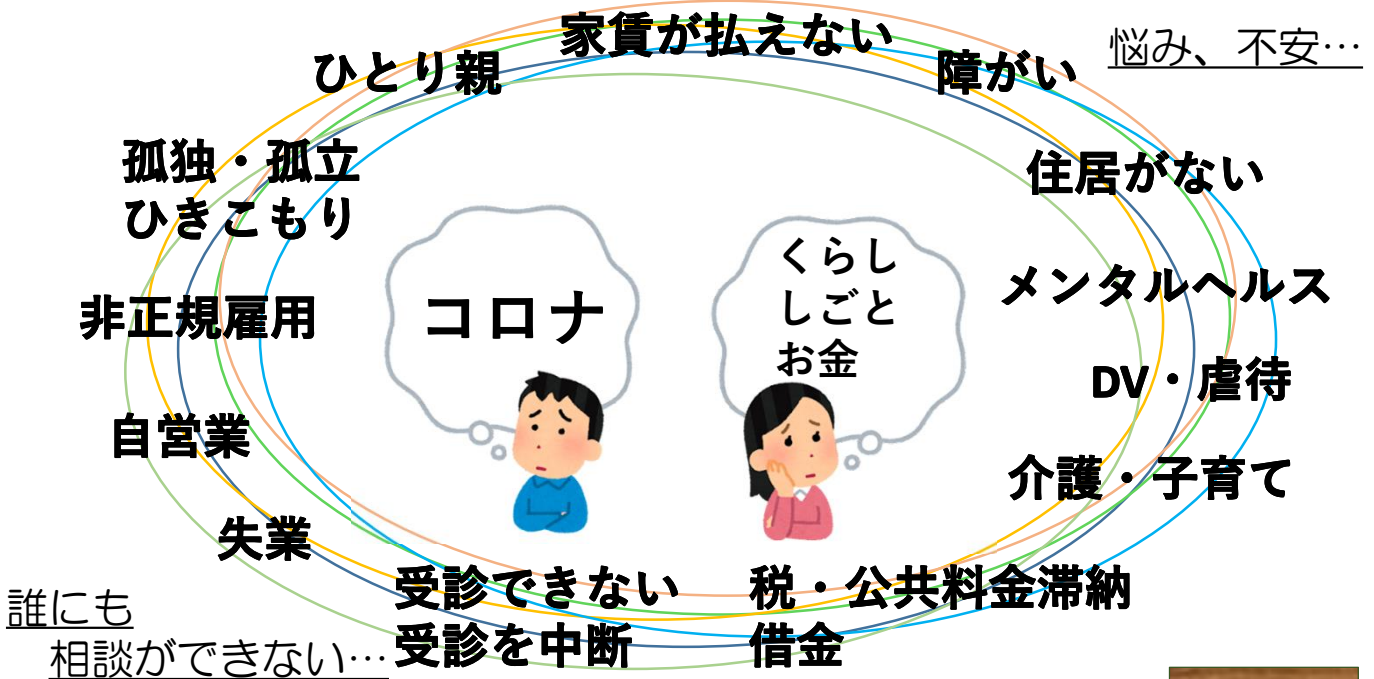 家賃が払えない
悩み、不安…
ひとり親
障がい
孤独・孤立
ひきこもり
住居がない
コロナ
くらし
しごと
お金
非正規雇用
メンタルヘルス
DV・虐待
自営業
介護・子育て
失業
受診できない
受診を中断
税・公共料金滞納
借金
誰にも
相談ができない…